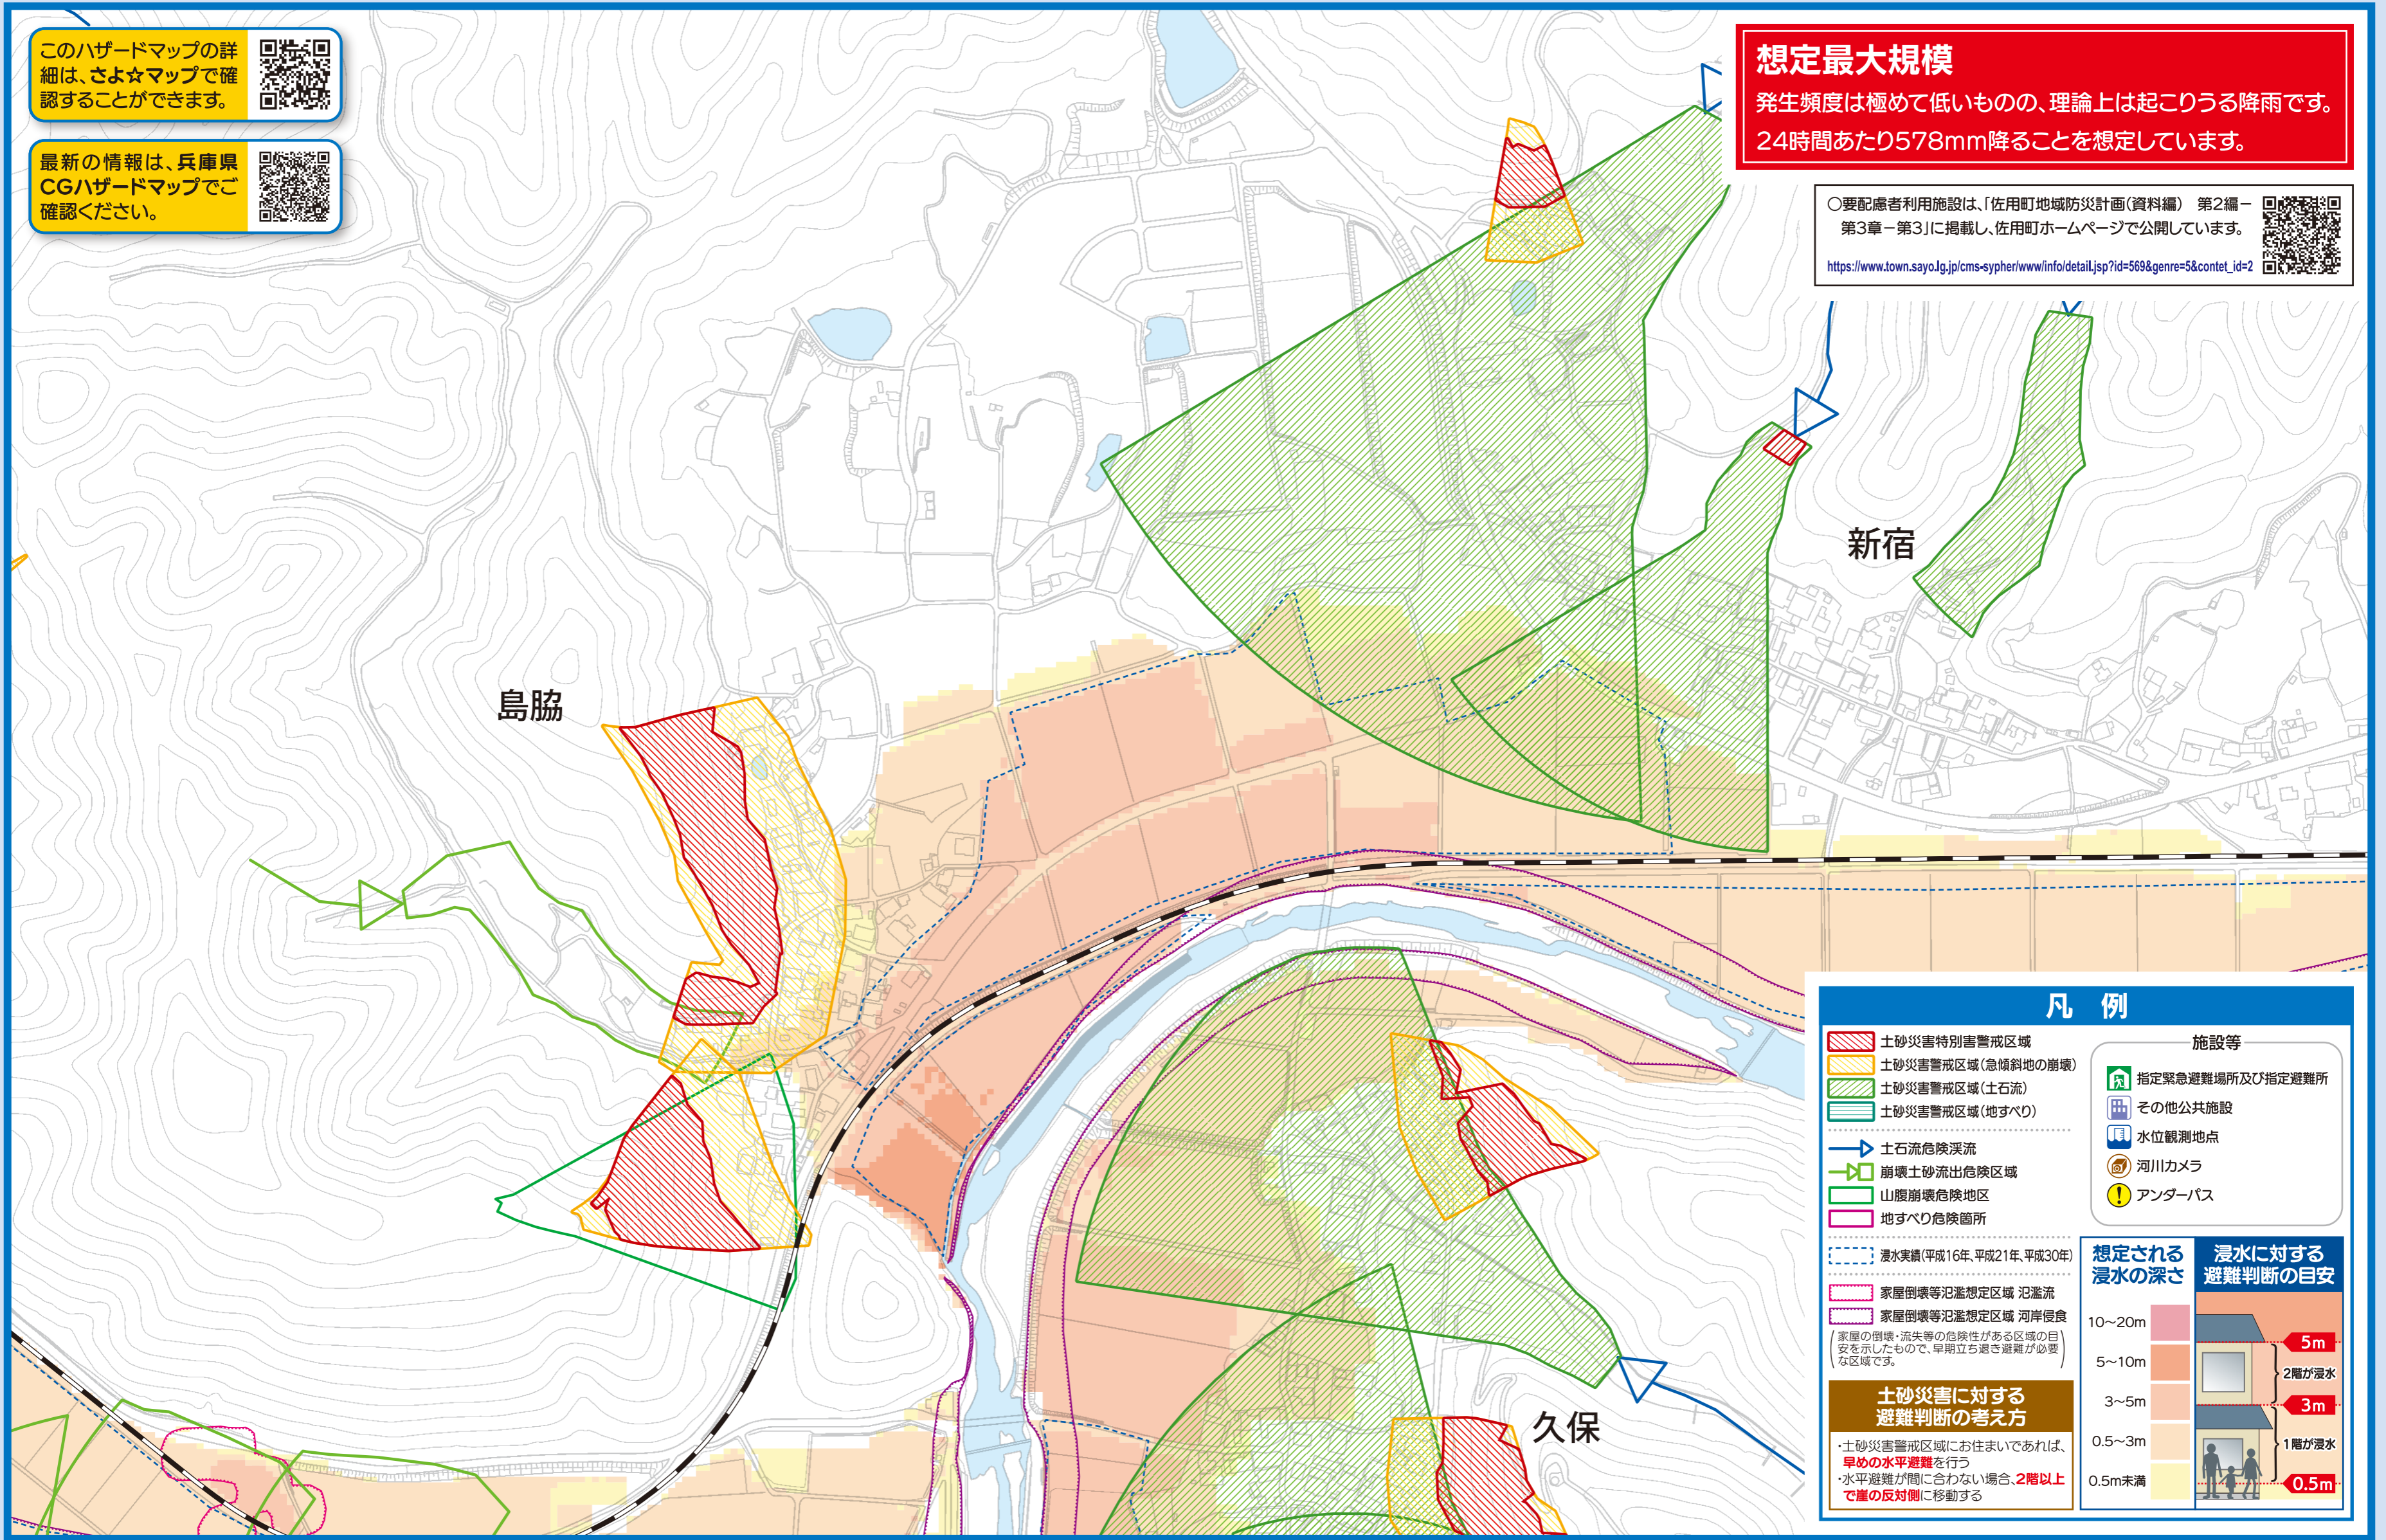 このハザードマップの詳
細は、さよ☆マップで確
認することができます。
最新の情報は、兵庫県
CGハザードマップでご
確認ください。
想定最大規模
発生頻度は極めて低いものの、理論上は起こりうる降雨です。
24時間あたり578mm降ることを想定しています。
○要配慮者利用施設は、「佐用町地域防災計画(資料編) 第2編−
第3章−第3」に掲載し、佐用町ホームページで公開しています。
https://www.town.sayo.lg.jp/cms-sypher/www/info/detail.jsp?id=569&genre=5&contet_id=2
新宿
島脇
久保
凡 例
土砂災害特別害警戒区域
土砂災害警戒区域(急傾斜地の崩壊)
土砂災害警戒区域(土石流)
土砂災害警戒区域(地すべり)
土石流危険渓流
崩壊土砂流出危険区域
山腹崩壊危険地区
地すべり危険箇所
浸水実績(平成16年、平成21年、平成30年)
家屋倒壊等氾濫想定区域 氾濫流
家屋倒壊等氾濫想定区域 河岸侵食
(家屋の倒壊・流失等の危険性がある区域の目
安を示したもので、早期立ち退き避難が必要
な区域です。)
土砂災害に対する
避難判断の考え方
・土砂災害警戒区域にお住まいであれば、
早めの水平避難を行う
・水平避難が間に合わない場合、2階以上
で崖の反対側に移動する
施設等
指定緊急避難場所及び指定避難所
その他公共施設
水位観測地点
河川カメラ
アンダーパス
想定される
浸水の深さ
10〜20m
5〜10m
3〜5m
0.5〜3m
0.5m未満
浸水に対する
避難判断の目安
5m
2階が浸水
3m
1階が浸水
0.5m